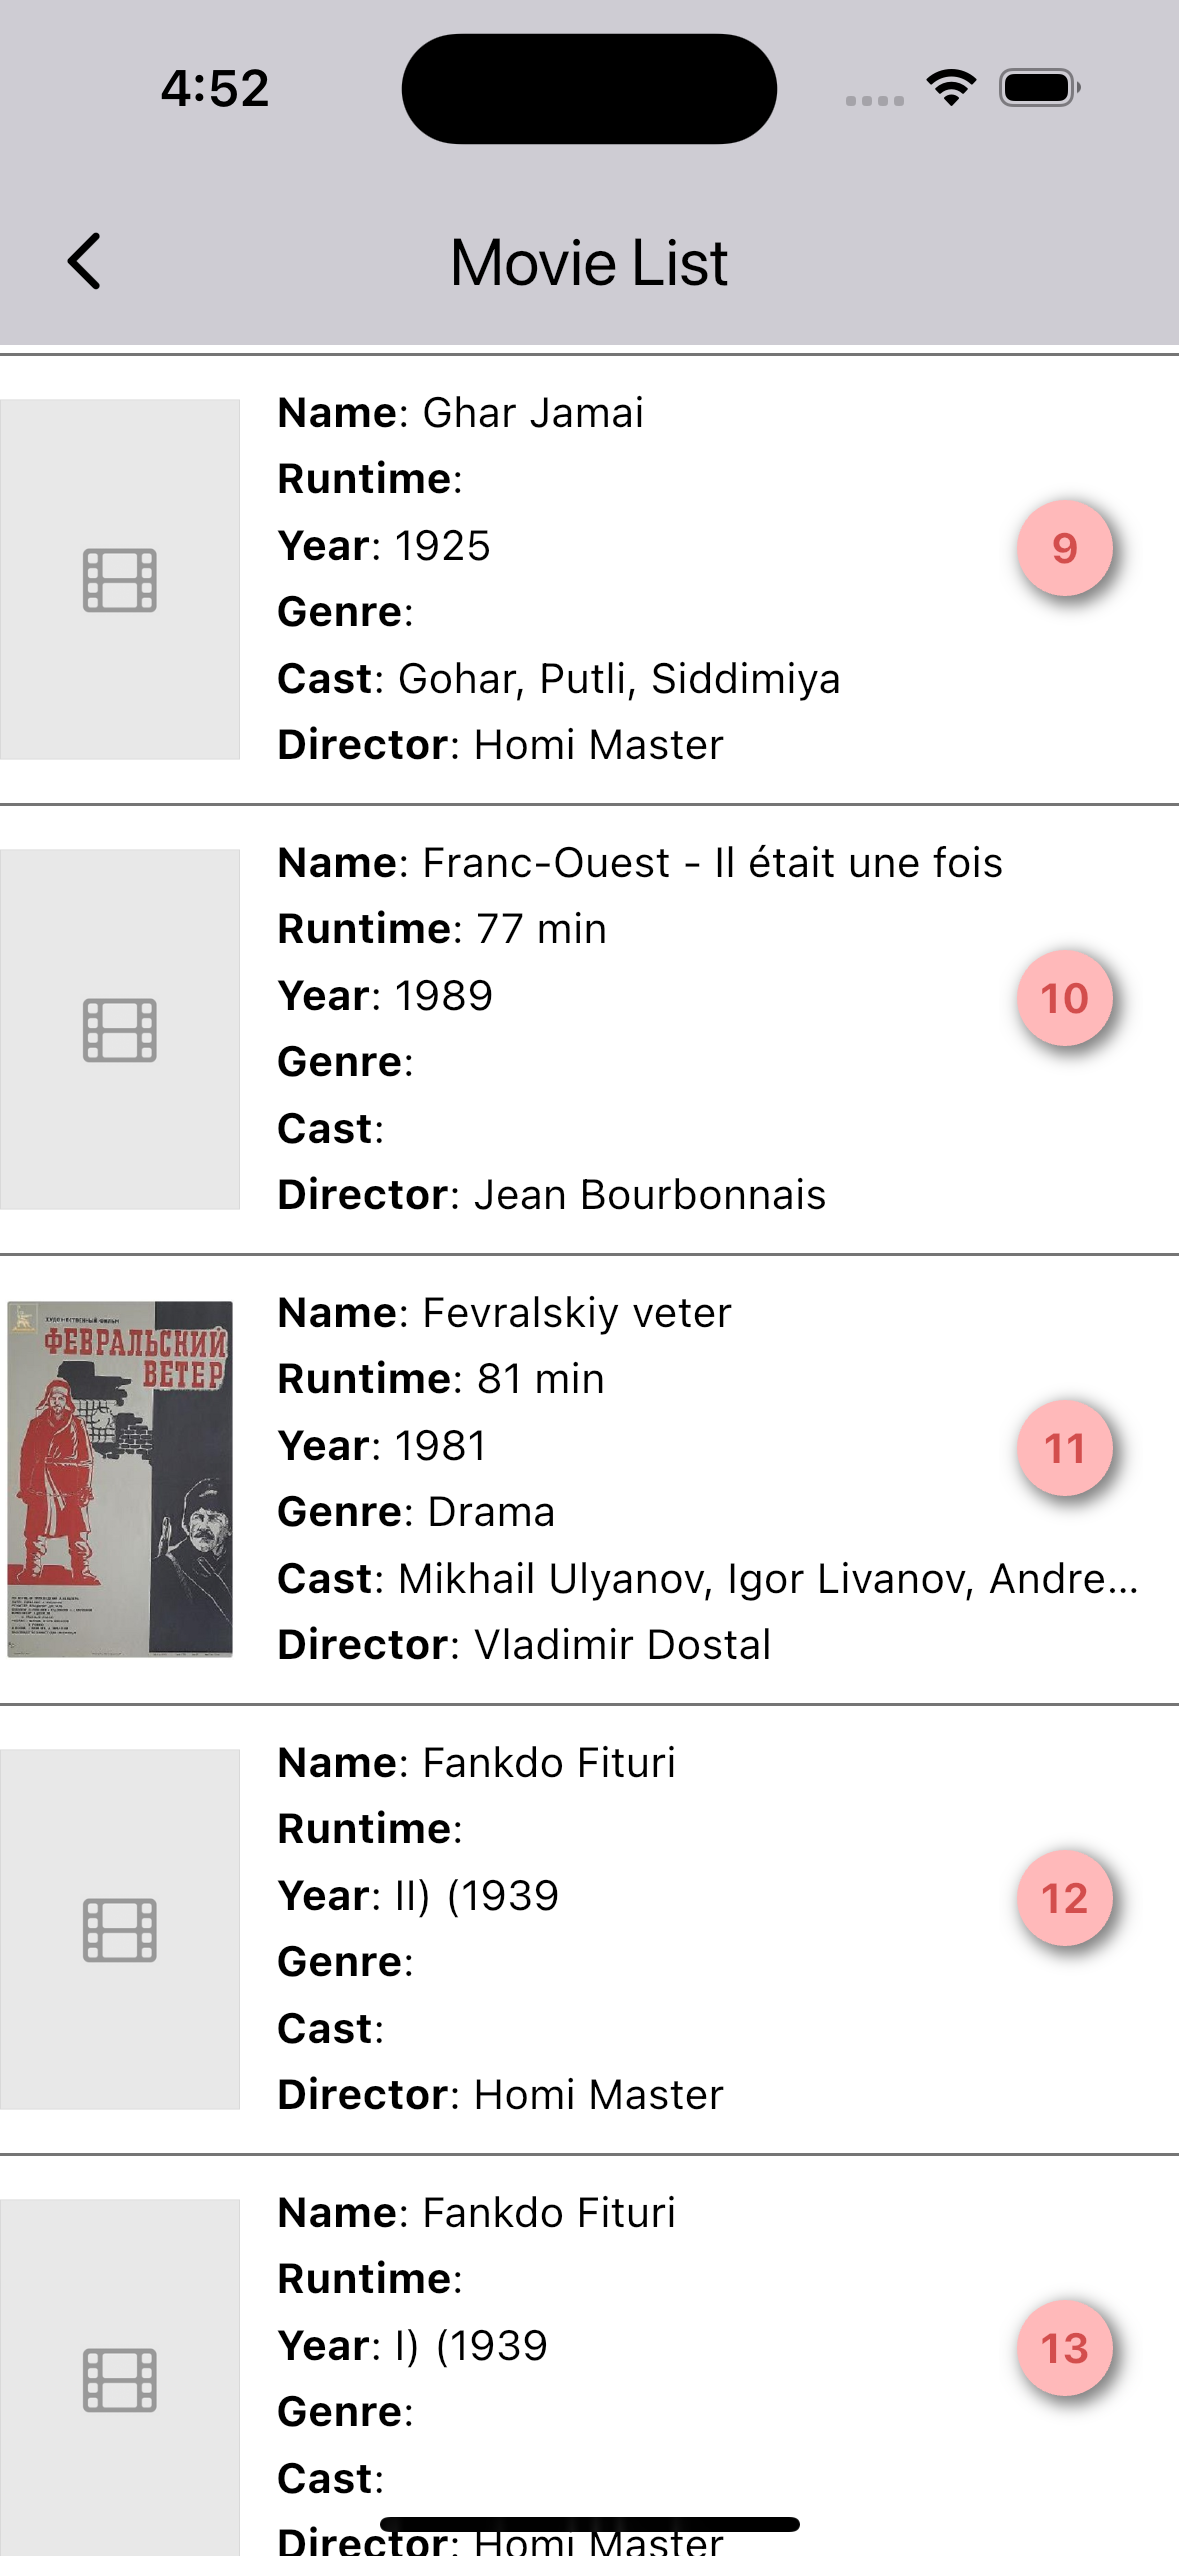 4:52
Movie List
Name: Ghar Jamai
Runtime:
Year: 1925
Genre:
Cast: Gohar, Putli, Siddimiya
Director: Homi Master
9
Name: Franc-Ouest - Il était une fois
Runtime: 77 min
Year: 1989
Genre:
Cast:
Director: Jean Bourbonnais
10
ХУДОЖЕСТВЕННЫЙ ФИЛЬМ
ФЕВРАЛЬСКИЙ
ВЕТЕР
Name: Fevralskiy veter
Runtime: 81 min
Year: 1981
Genre: Drama
Cast: Mikhail Ulyanov, Igor Livanov, Andre...
Director: Vladimir Dostal
11
Name: Fankdo Fituri
Runtime:
Year: II) (1939
Genre:
Cast:
Director: Homi Master
12
Name: Fankdo Fituri
Runtime:
Year: I) (1939
Genre:
Cast:
Director: Homi Master
13